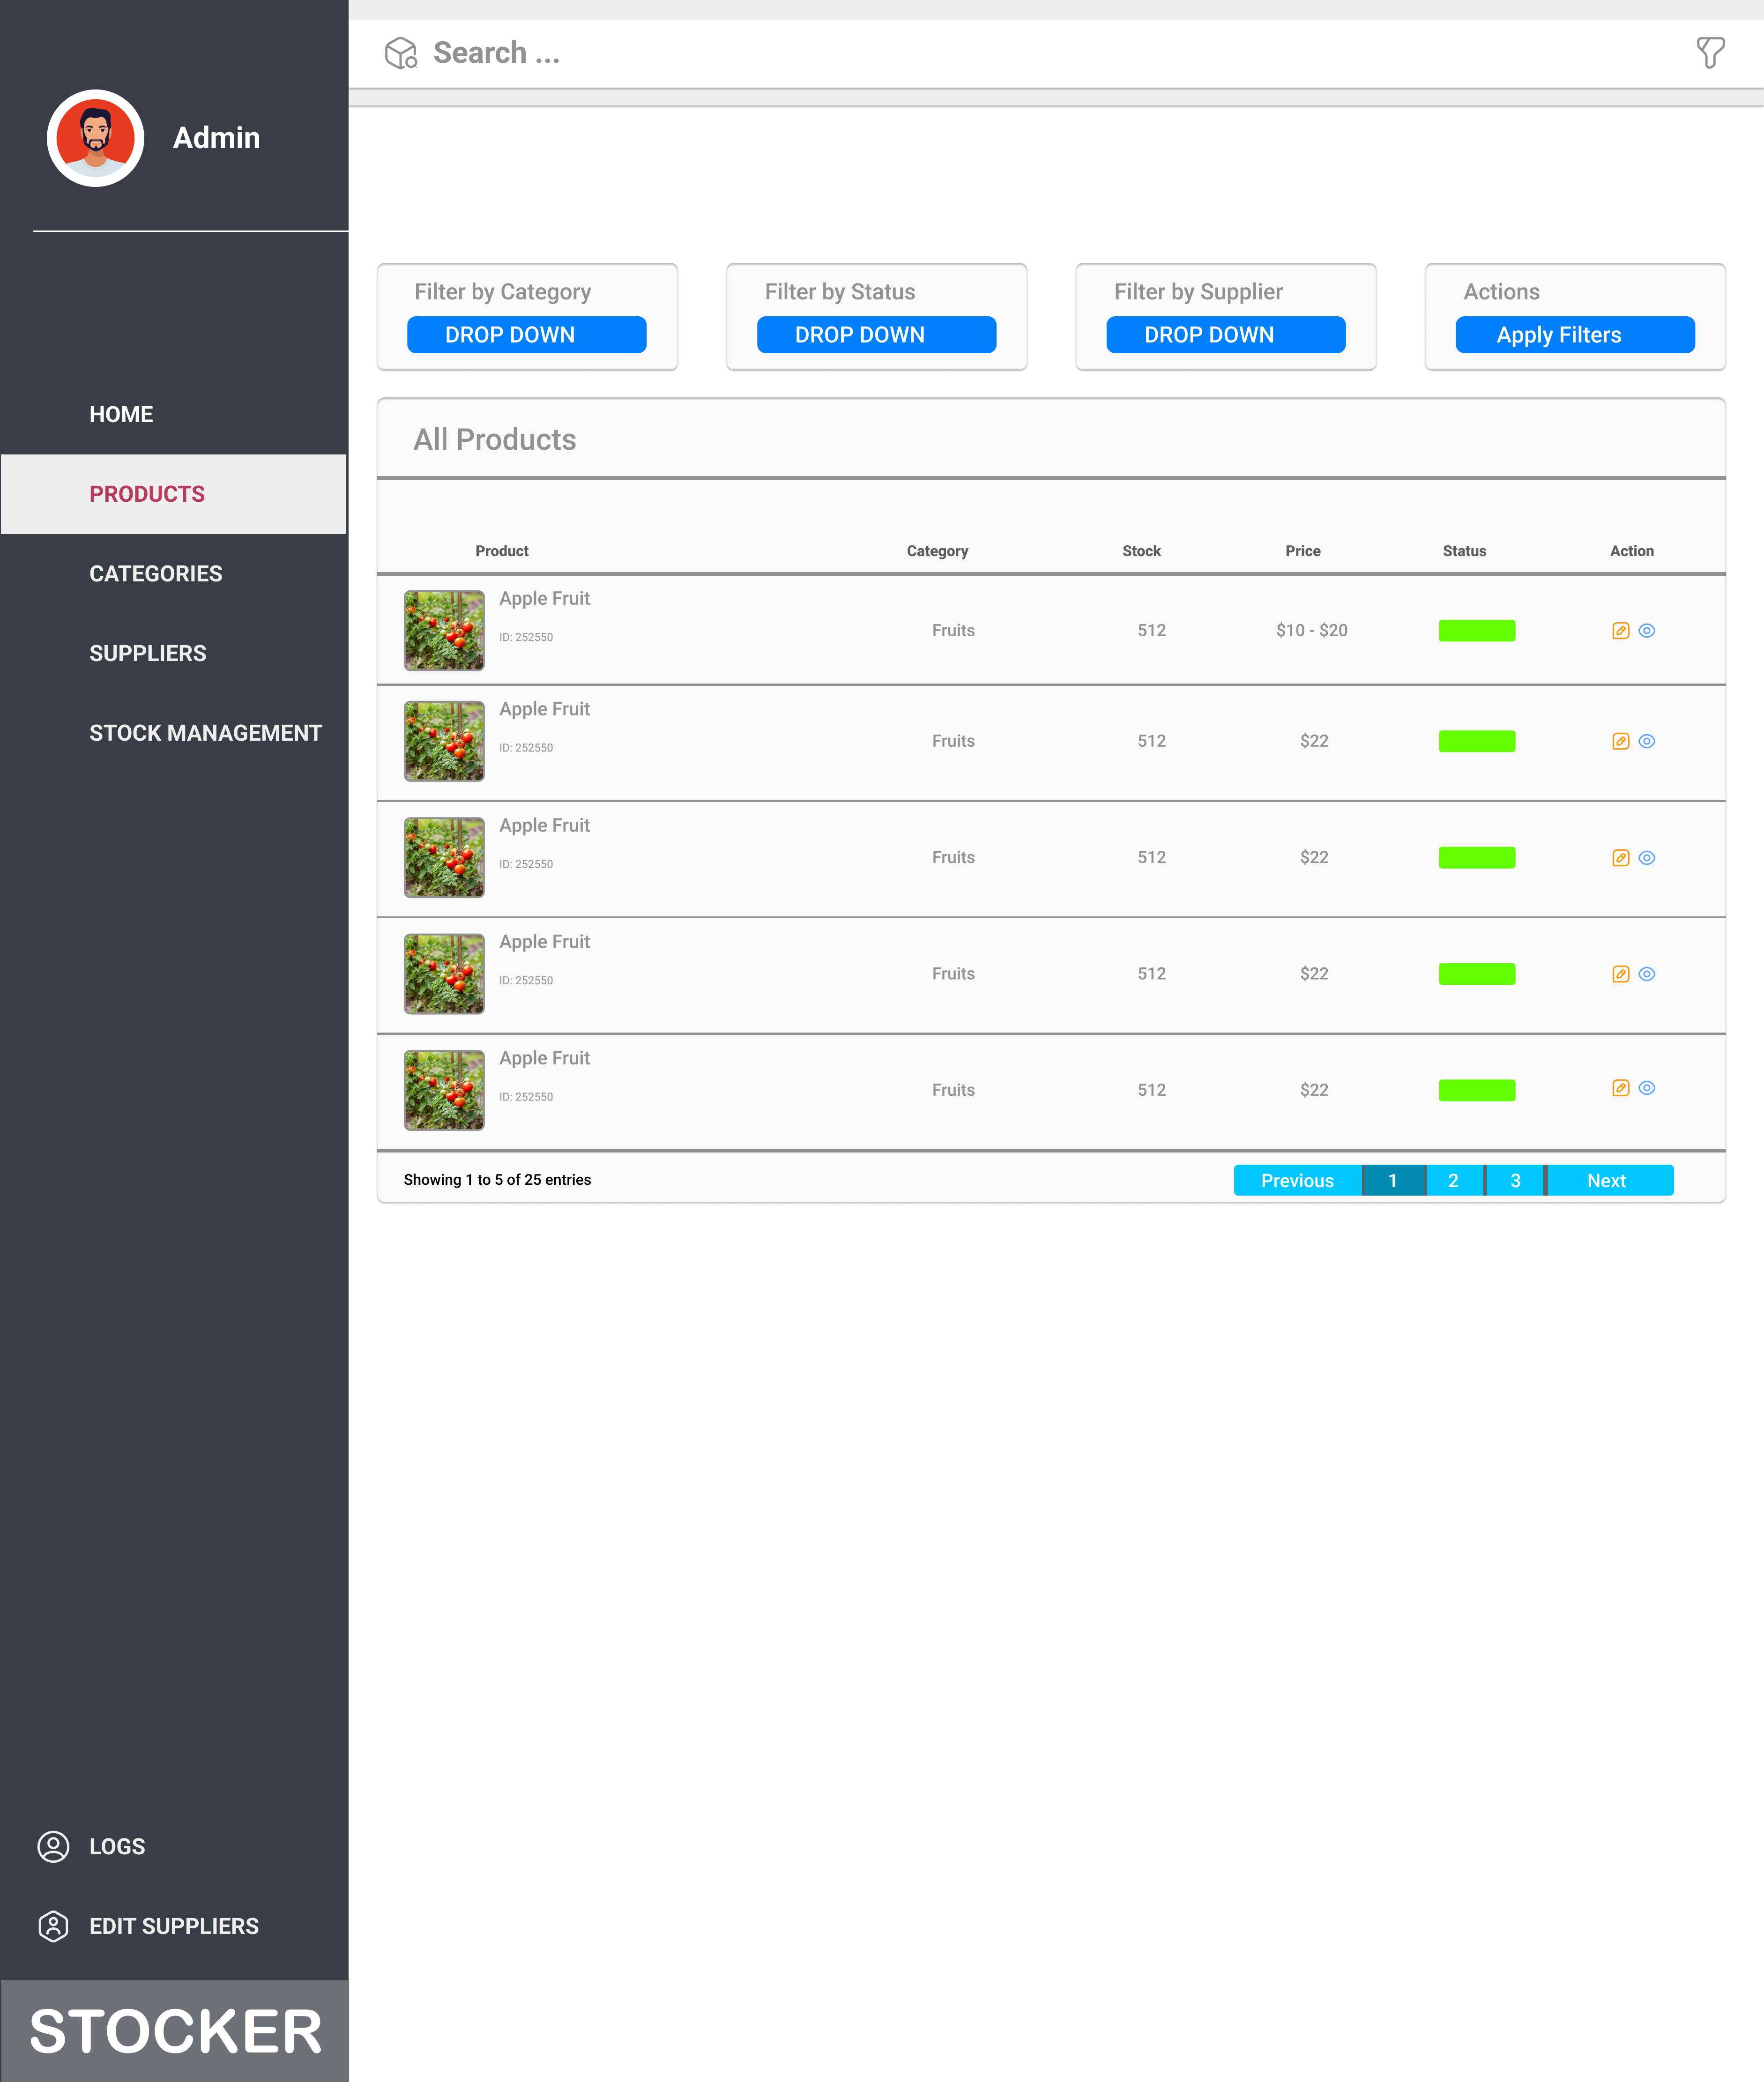 Search ...
Admin
Filter by Category
DROP DOWN
Filter by Status
DROP DOWN
Filter by Supplier
DROP DOWN
Actions
Apply Filters
HOME
PRODUCTS
CATEGORIES
SUPPLIERS
STOCK MANAGEMENT
All Products
Product Category Stock Price Status Action
Apple Fruit
ID: 252550
Fruits 512 $10 - $20
Apple Fruit
ID: 252550
Fruits 512 $22
Apple Fruit
ID: 252550
Fruits 512 $22
Apple Fruit
ID: 252550
Fruits 512 $22
Apple Fruit
ID: 252550
Fruits 512 $22
Showing 1 to 5 of 25 entries
Previous 1 2 3 Next
LOGS
EDIT SUPPLIERS
STOCKER